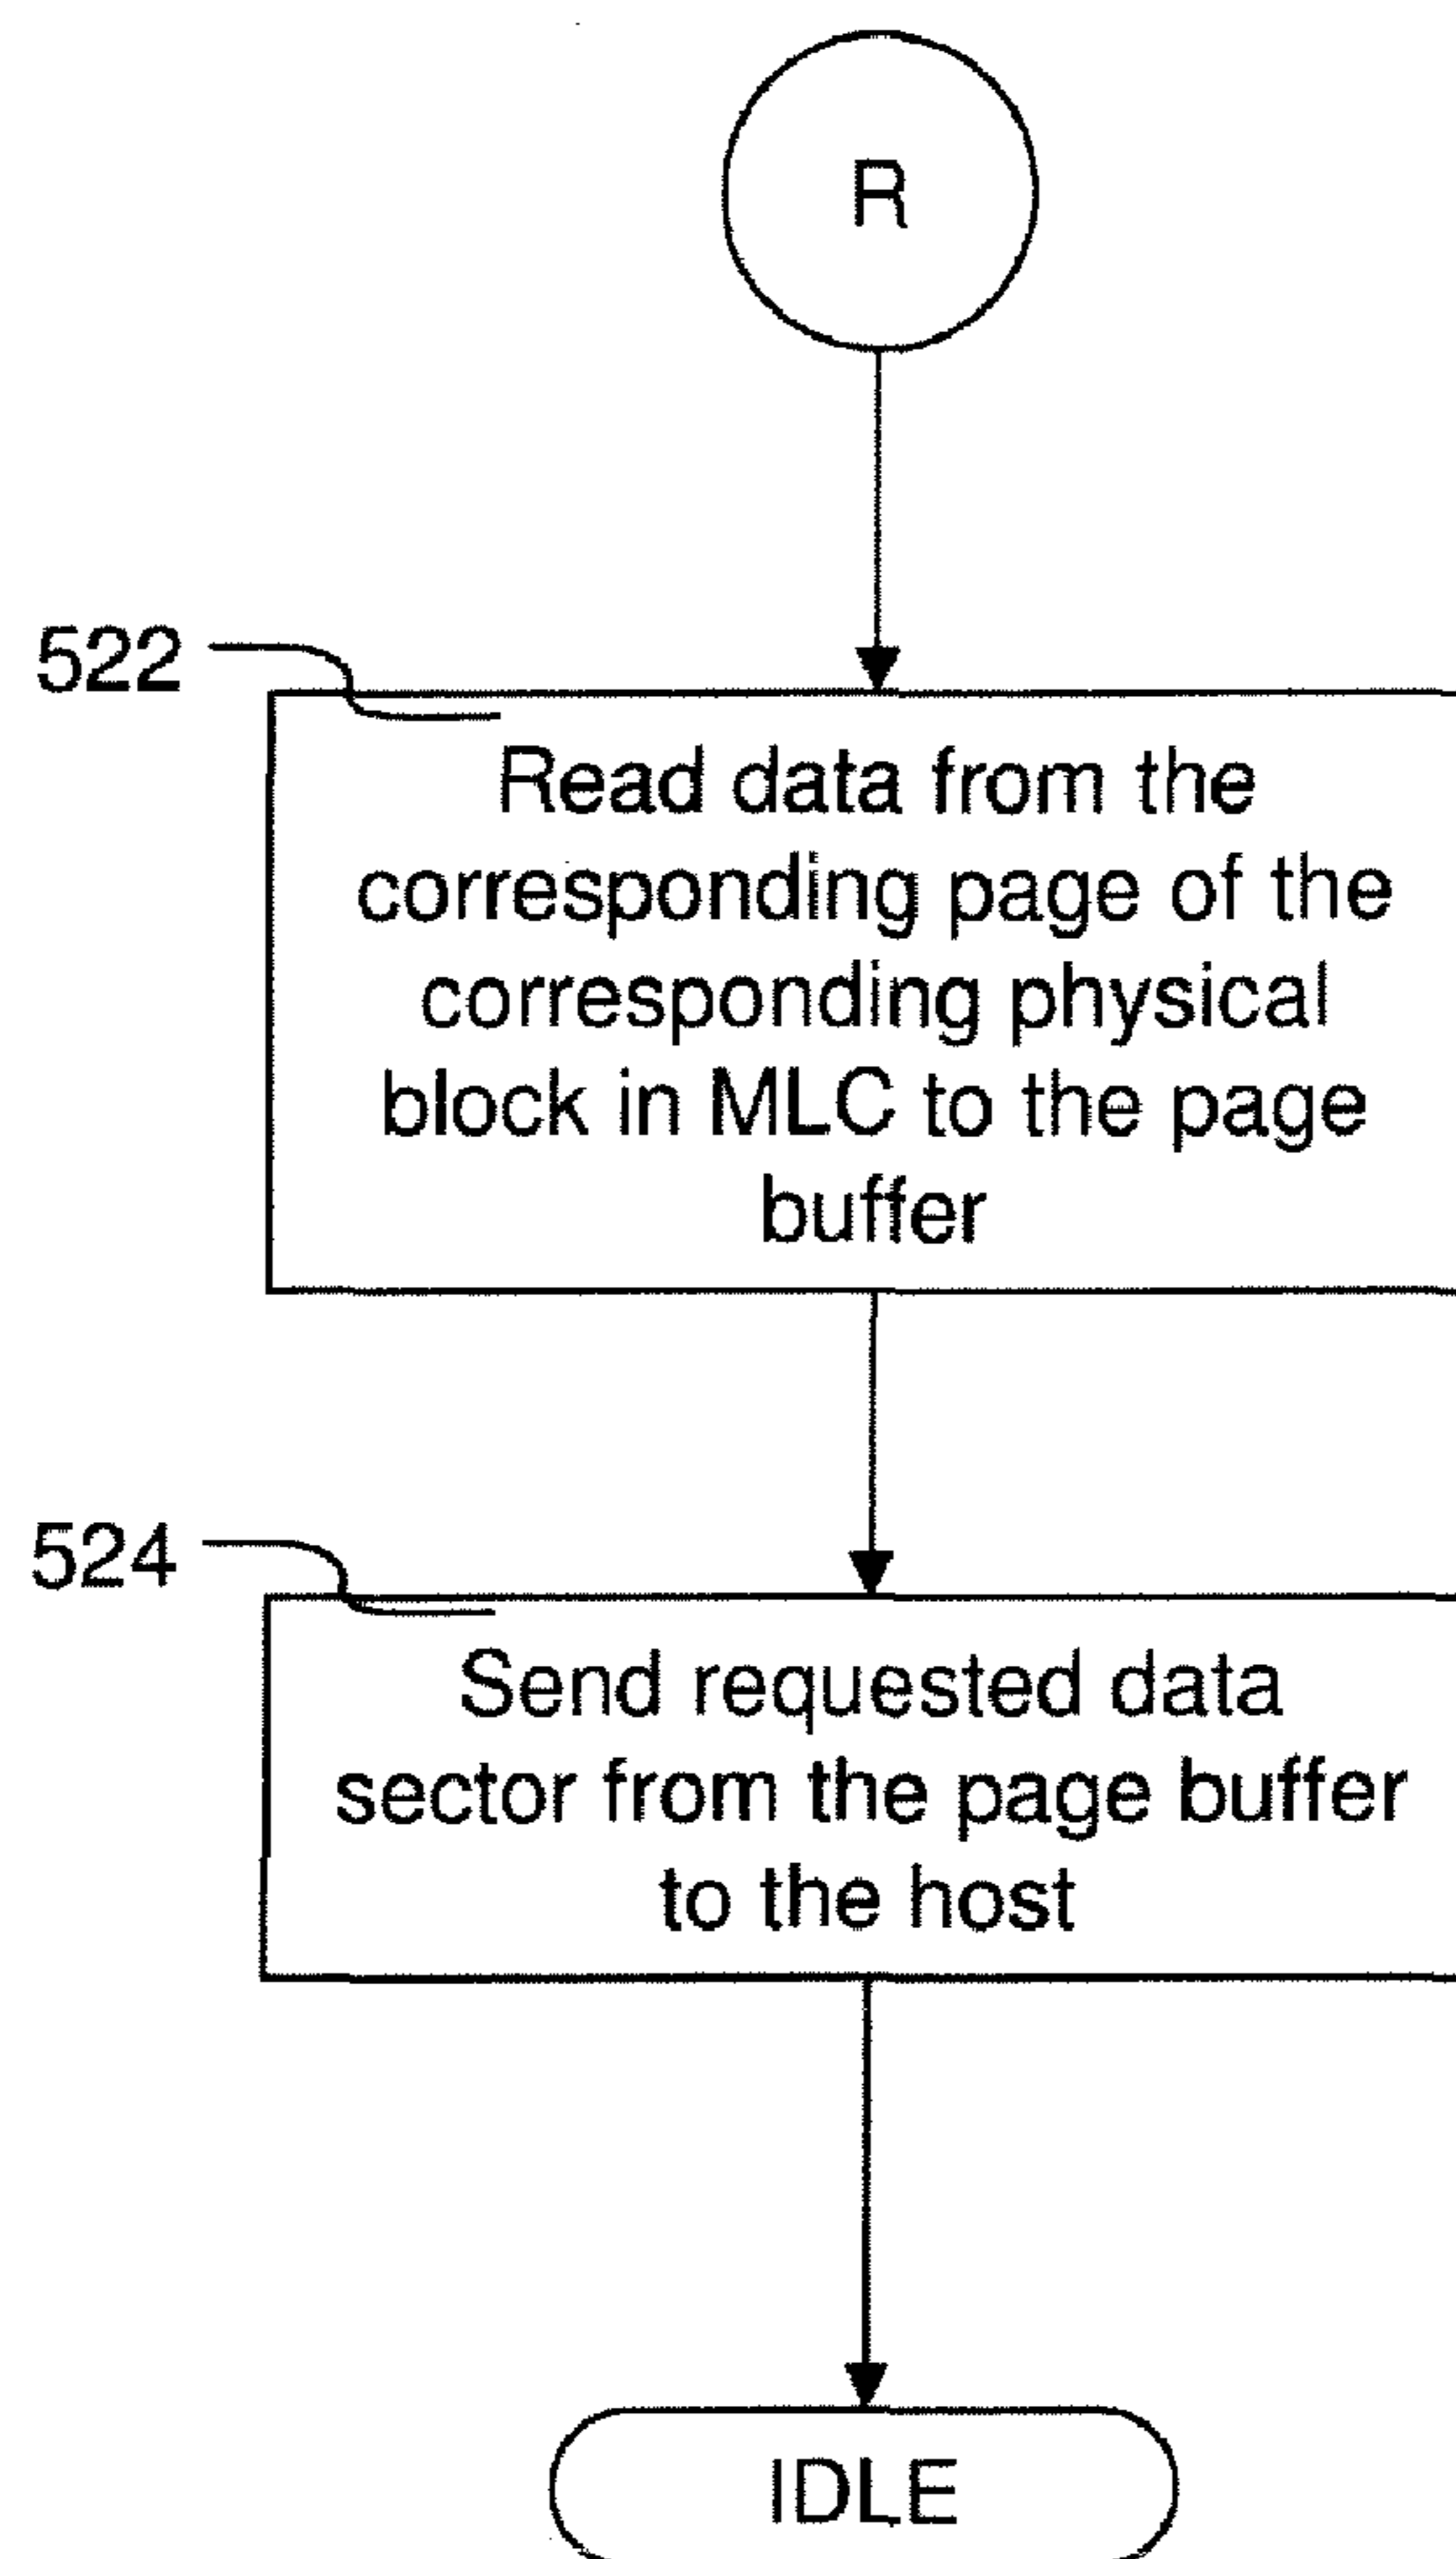 R
522
Read data from the
corresponding page of the
corresponding physical
block in MLC to the page
buffer
524
Send requested data
sector from the page buffer
to the host
IDLE